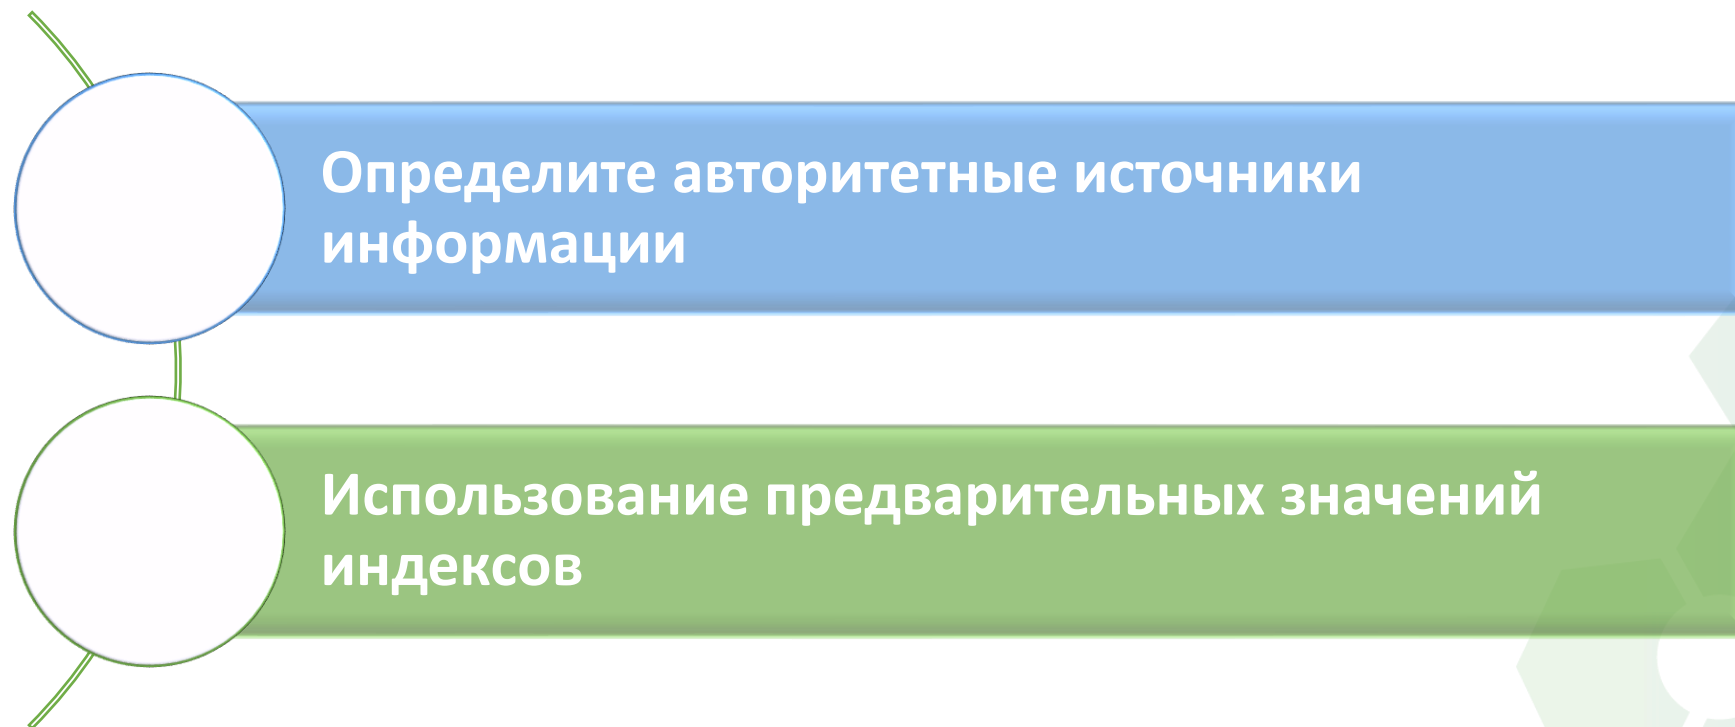 Определите авторитетные источники
информации
Использование предварительных значений
индексов